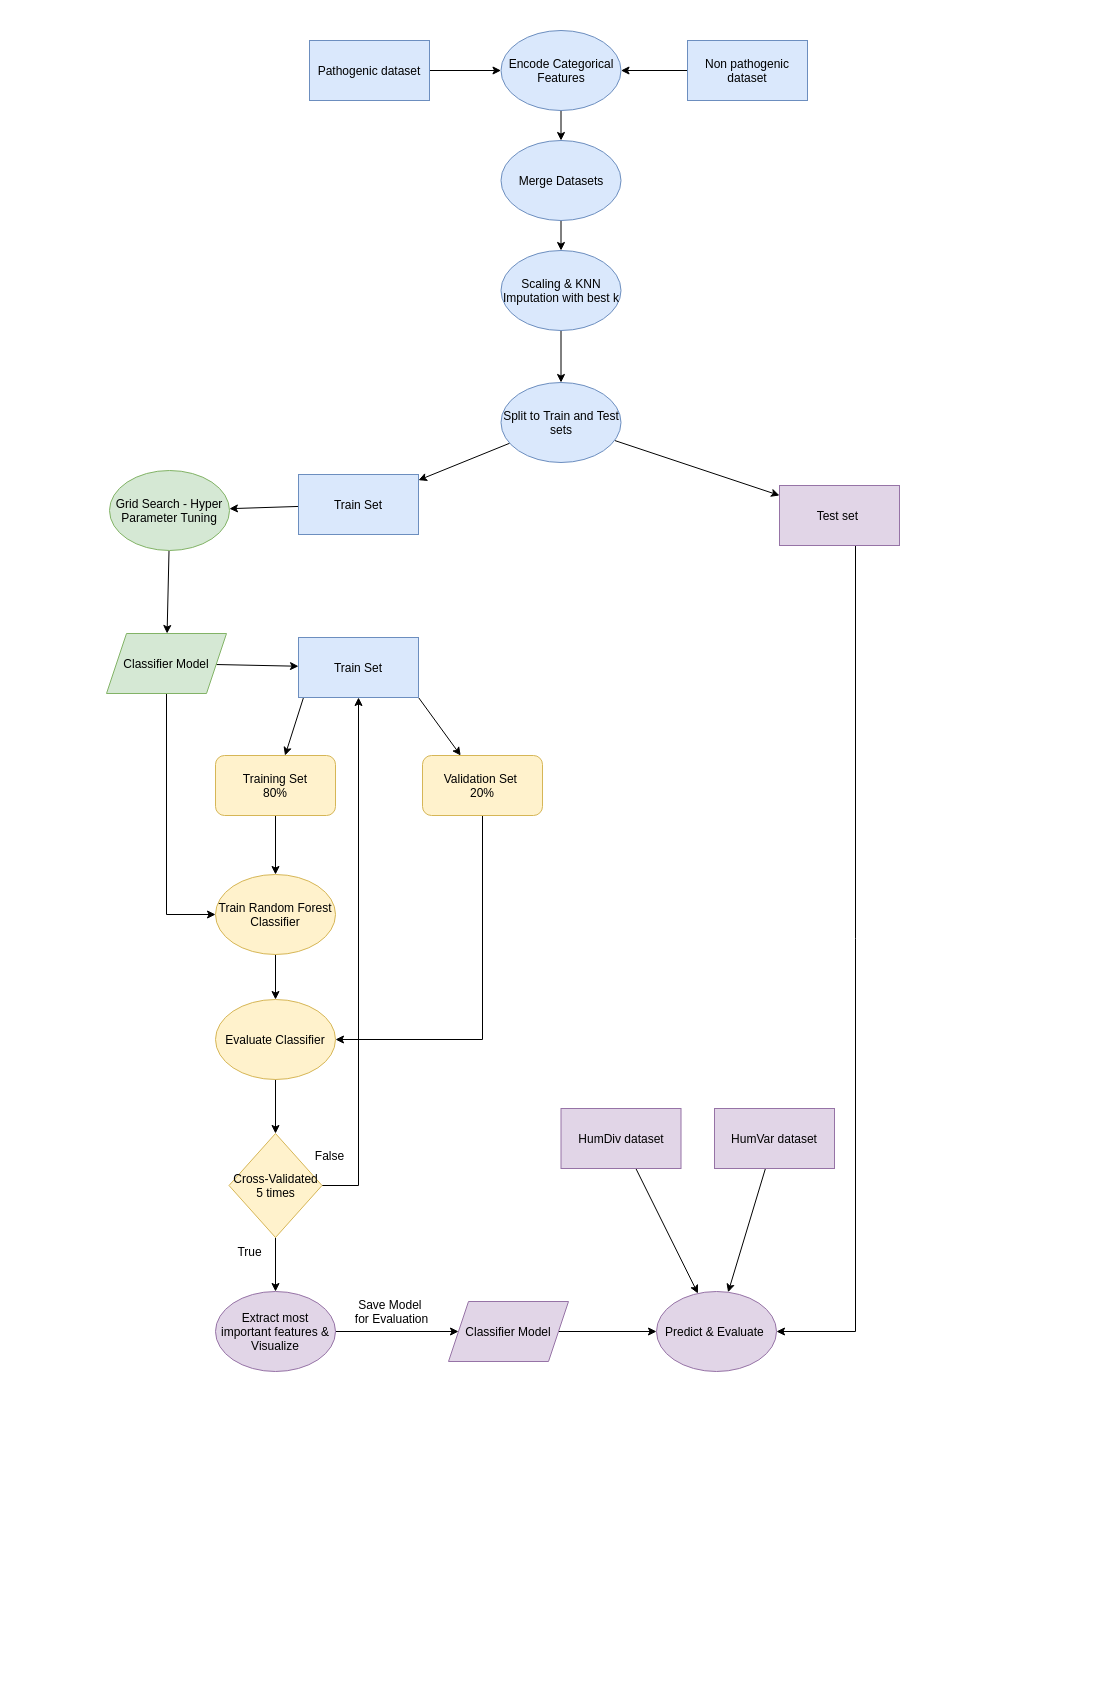 Pathogenic dataset
Encode Categorical
Features
Non pathogenic
dataset
Merge Datasets
Scaling & KNN
Imputation with best k
Split to Train and Test
sets
Grid Search - Hyper
Parameter Tuning
Train Set
Test set
Classifier Model
Train Set
Training Set
80%
Validation Set
20%
Train Random Forest
Classifier
Evaluate Classifier
HumDiv dataset
HumVar dataset
False
Cross-Validated
5 times
True
Extract most
important features &
Visualize
Save Model
for Evaluation
Classifier Model
Predict & Evaluate